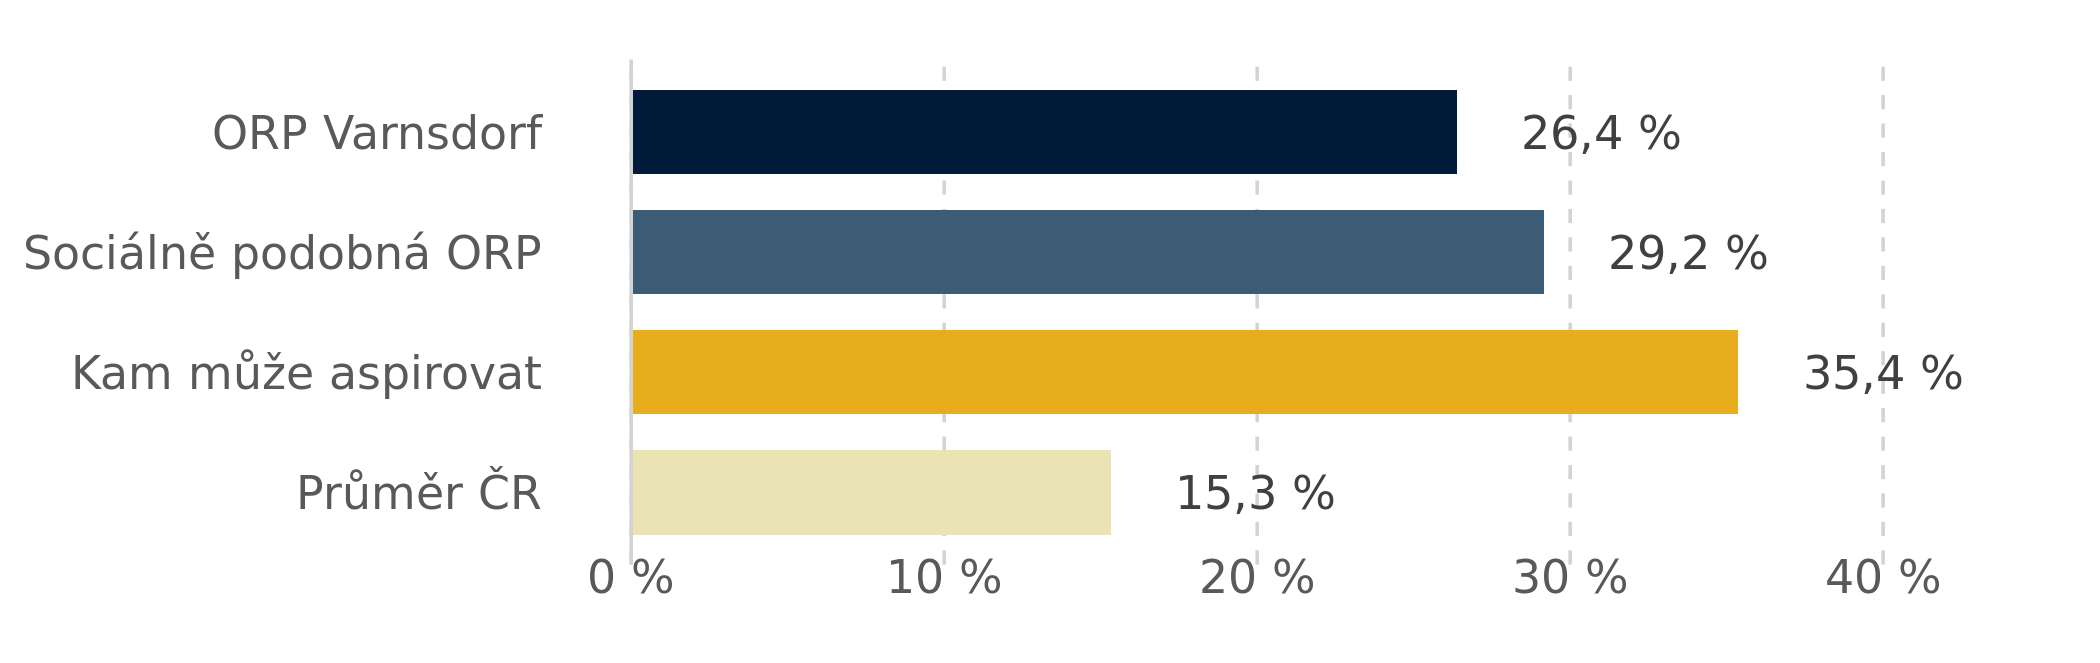 ORP Varnsdorf 26,4 %
Sociálně podobná ORP 29,2 %
Kam může aspirovat 35,4 %
Průměr ČR 15,3 %
0 % 10 % 20 % 30 % 40 %